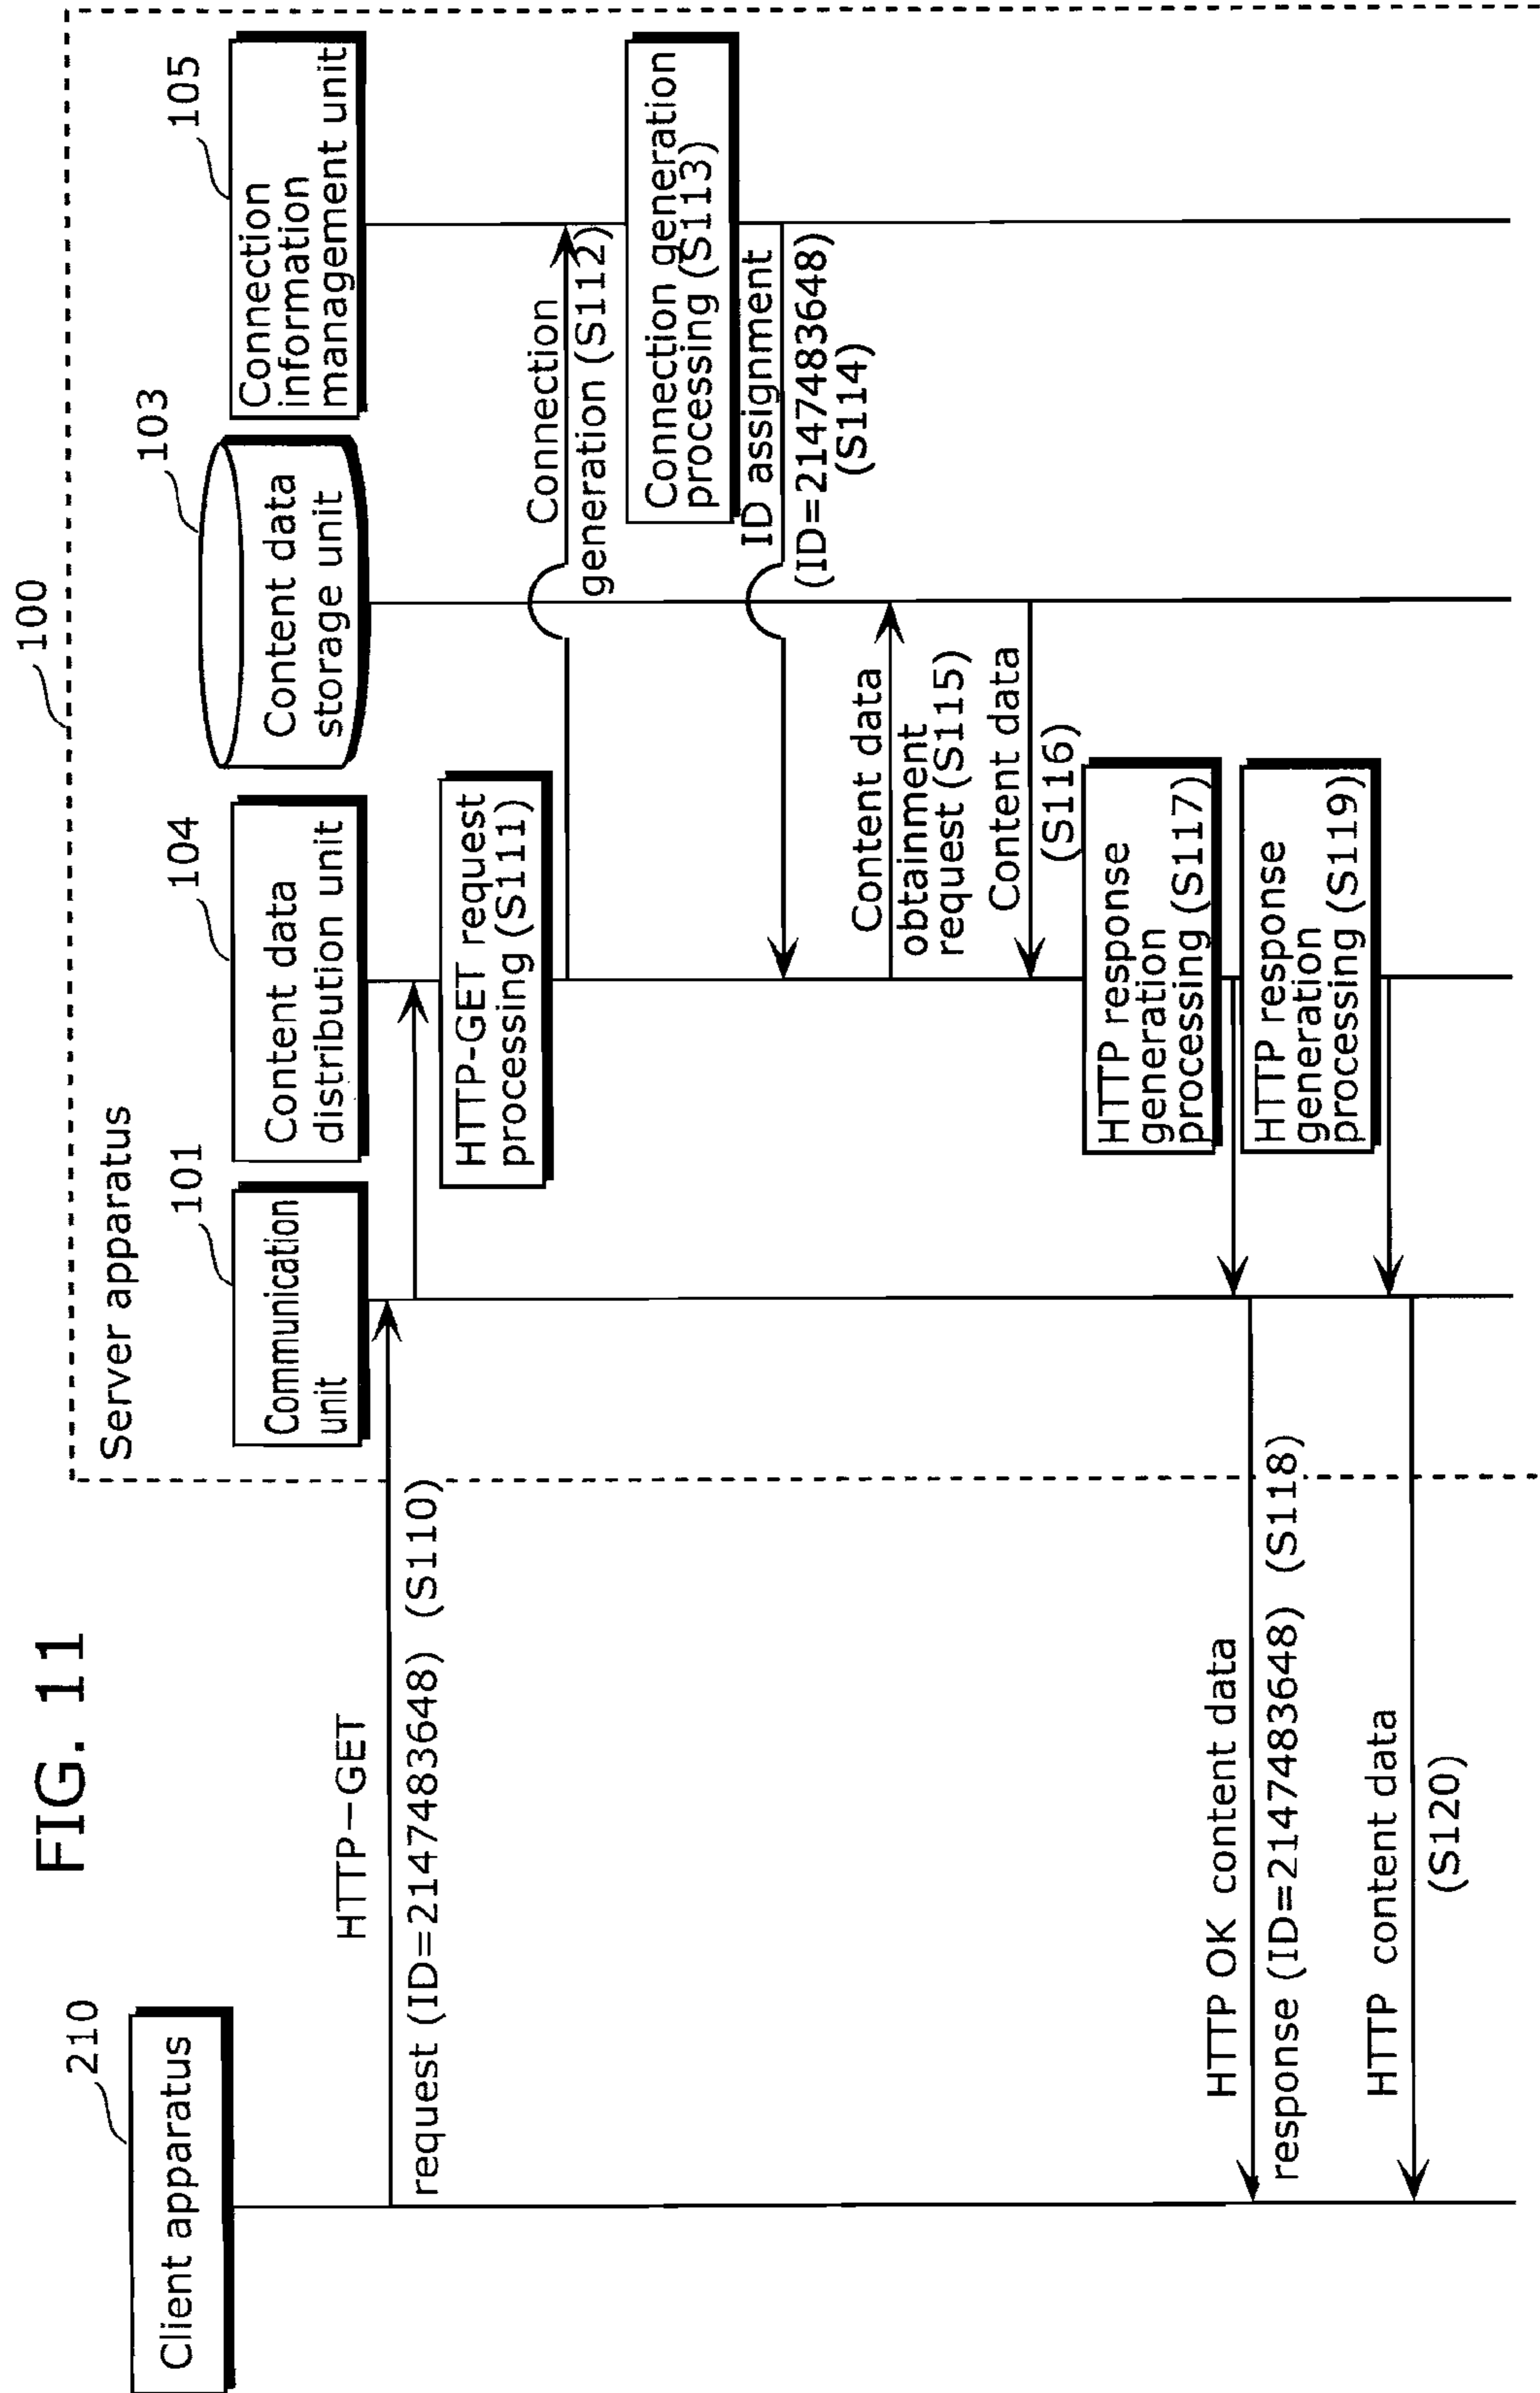 FIG. 11
100
Server apparatus
210
Client apparatus
101
Communication
unit
104
Content data
distribution unit
103
Content data
storage unit
105
Connection
information
management unit
HTTP-GET
request (ID=2147483648) (S110)
HTTP-GET request
processing (S111)
Connection
generation (S112)
Connection generation
processing (S113)
ID assignment
(ID=2147483648)
(S114)
Content data
obtainment
request (S115)
Content data
(S116)
HTTP response
generation
processing (S117)
HTTP OK content data
response (ID=2147483648) (S118)
HTTP response
generation
processing (S119)
HTTP content data
(S120)